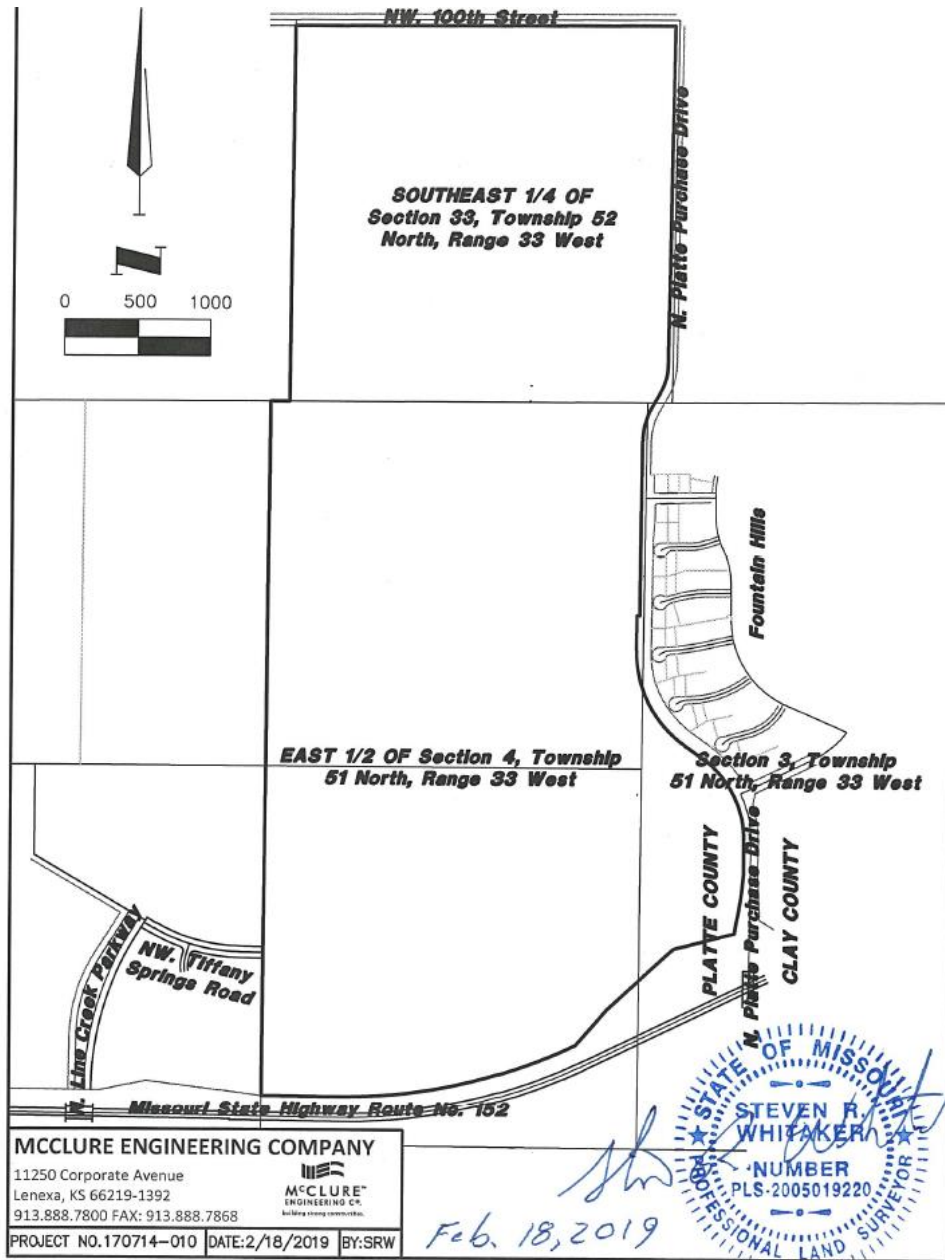 NW. 100th Street
N. Platte Purchase Drive
SOUTHEAST 1/4 OF
Section 33, Township 52
North, Range 33 West
0 500 1000
Fountain Hills
EAST 1/2 OF Section 4, Township
51 North, Range 33 West
Section 3, Township
51 North, Range 33 West
PLATTE COUNTY
N. Platte Purchase Drive
CLAY COUNTY
N. Line Creek Parkway
NW. Tiffany
Springs Road
Missouri State Highway Route No. 152
MCCLURE ENGINEERING COMPANY
11250 Corporate Avenue
Lenexa, KS 66219-1392
913.888.7800 FAX: 913.888.7868
MCCLURE™
ENGINEERING CO.
building strong communities.
PROJECT NO.170714-010 DATE:2/18/2019 BY:SRW
Feb. 18, 2019
STATE OF MISSOURI
STEVEN R.
WHITAKER
NUMBER
PLS-2005019220
PROFESSIONAL LAND SURVEYOR